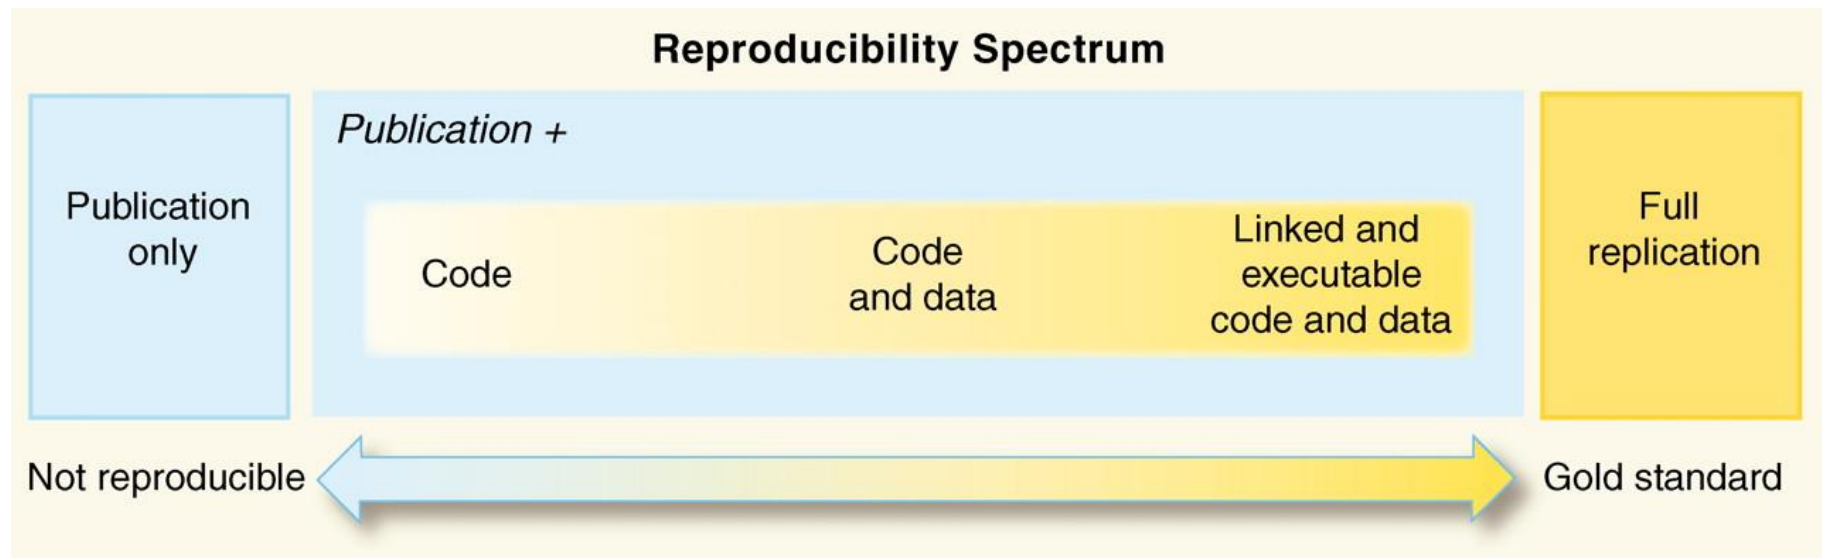 Reproducibility Spectrum
Publication
only
Publication +
Code
Code
and data
Linked and
executable
code and data
Full
replication
Not reproducible
Gold standard